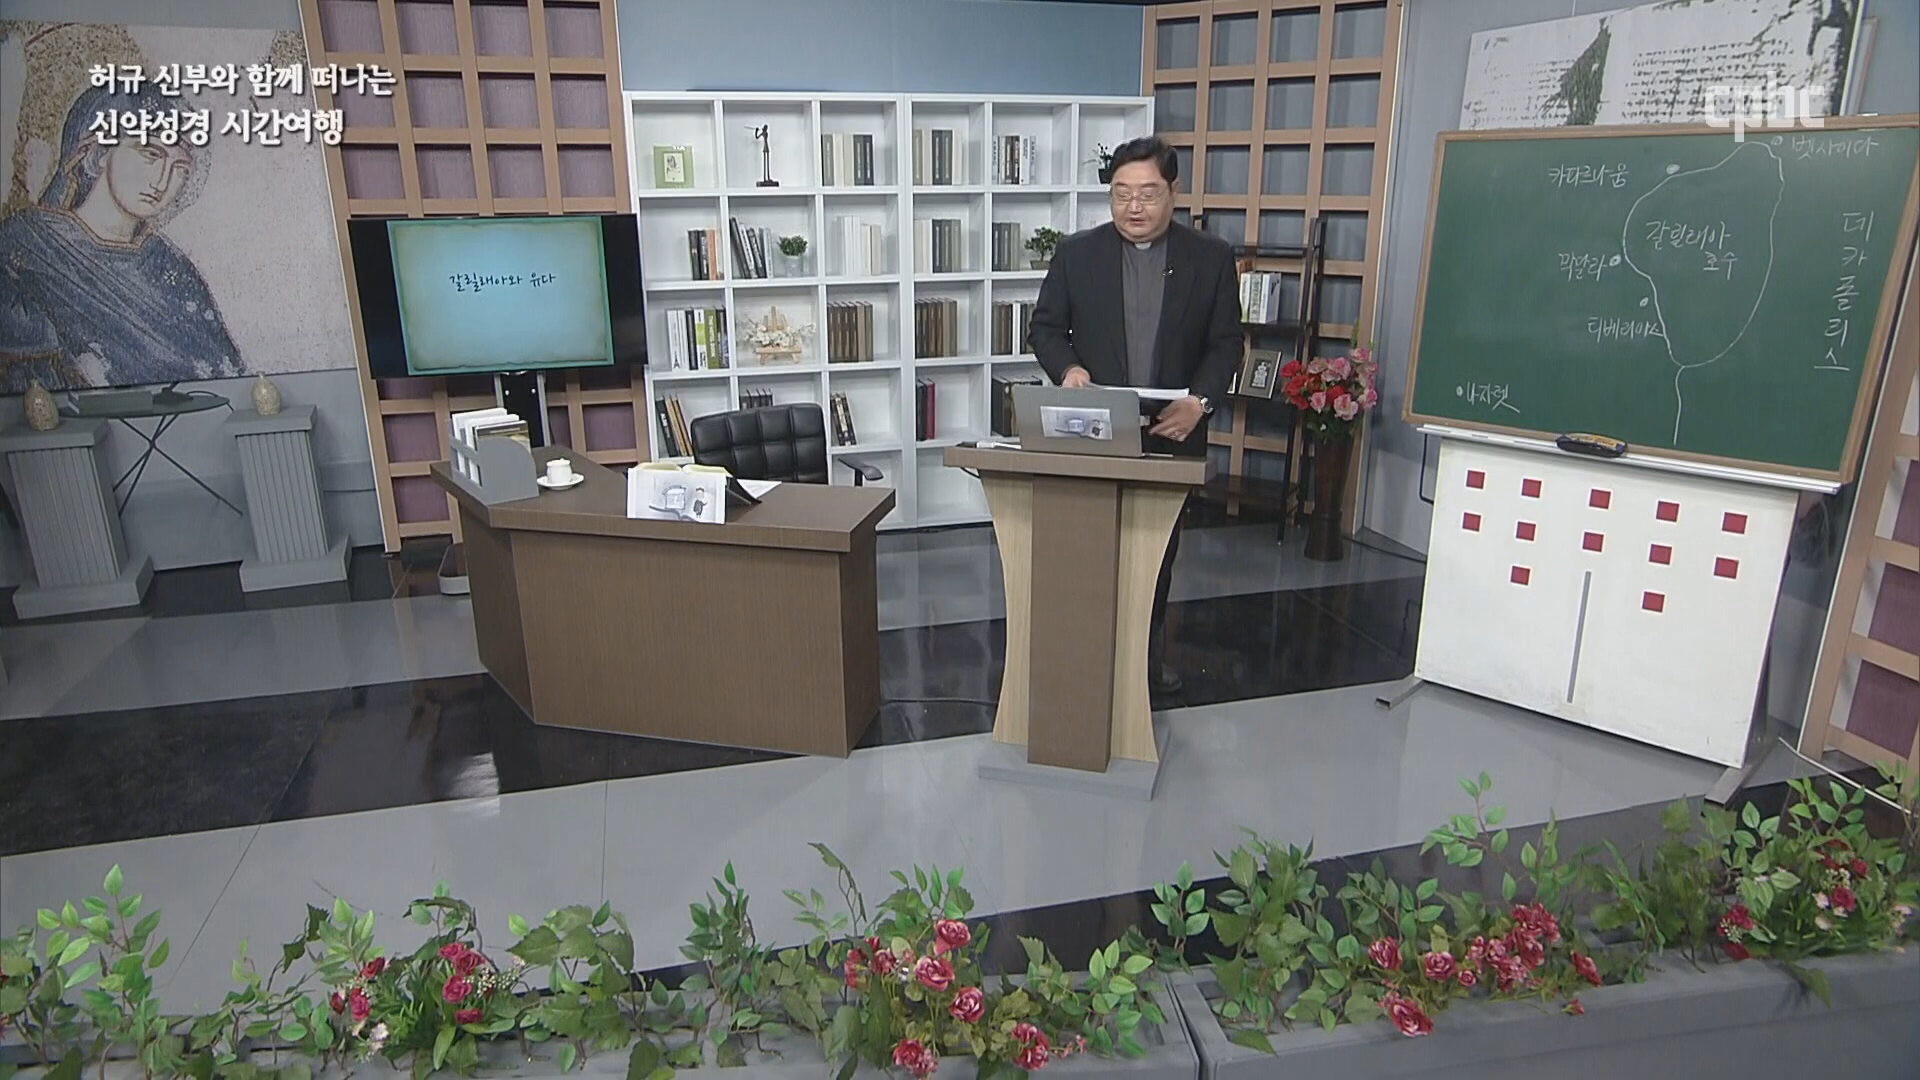 허규 신부와 함께 떠나는
신약성경 시간여행
cpbc
갈릴래아와 유다
벳사이다
카파르나움
갈릴래아
호수
막달라
티베리아스
데카폴리스
나자렛